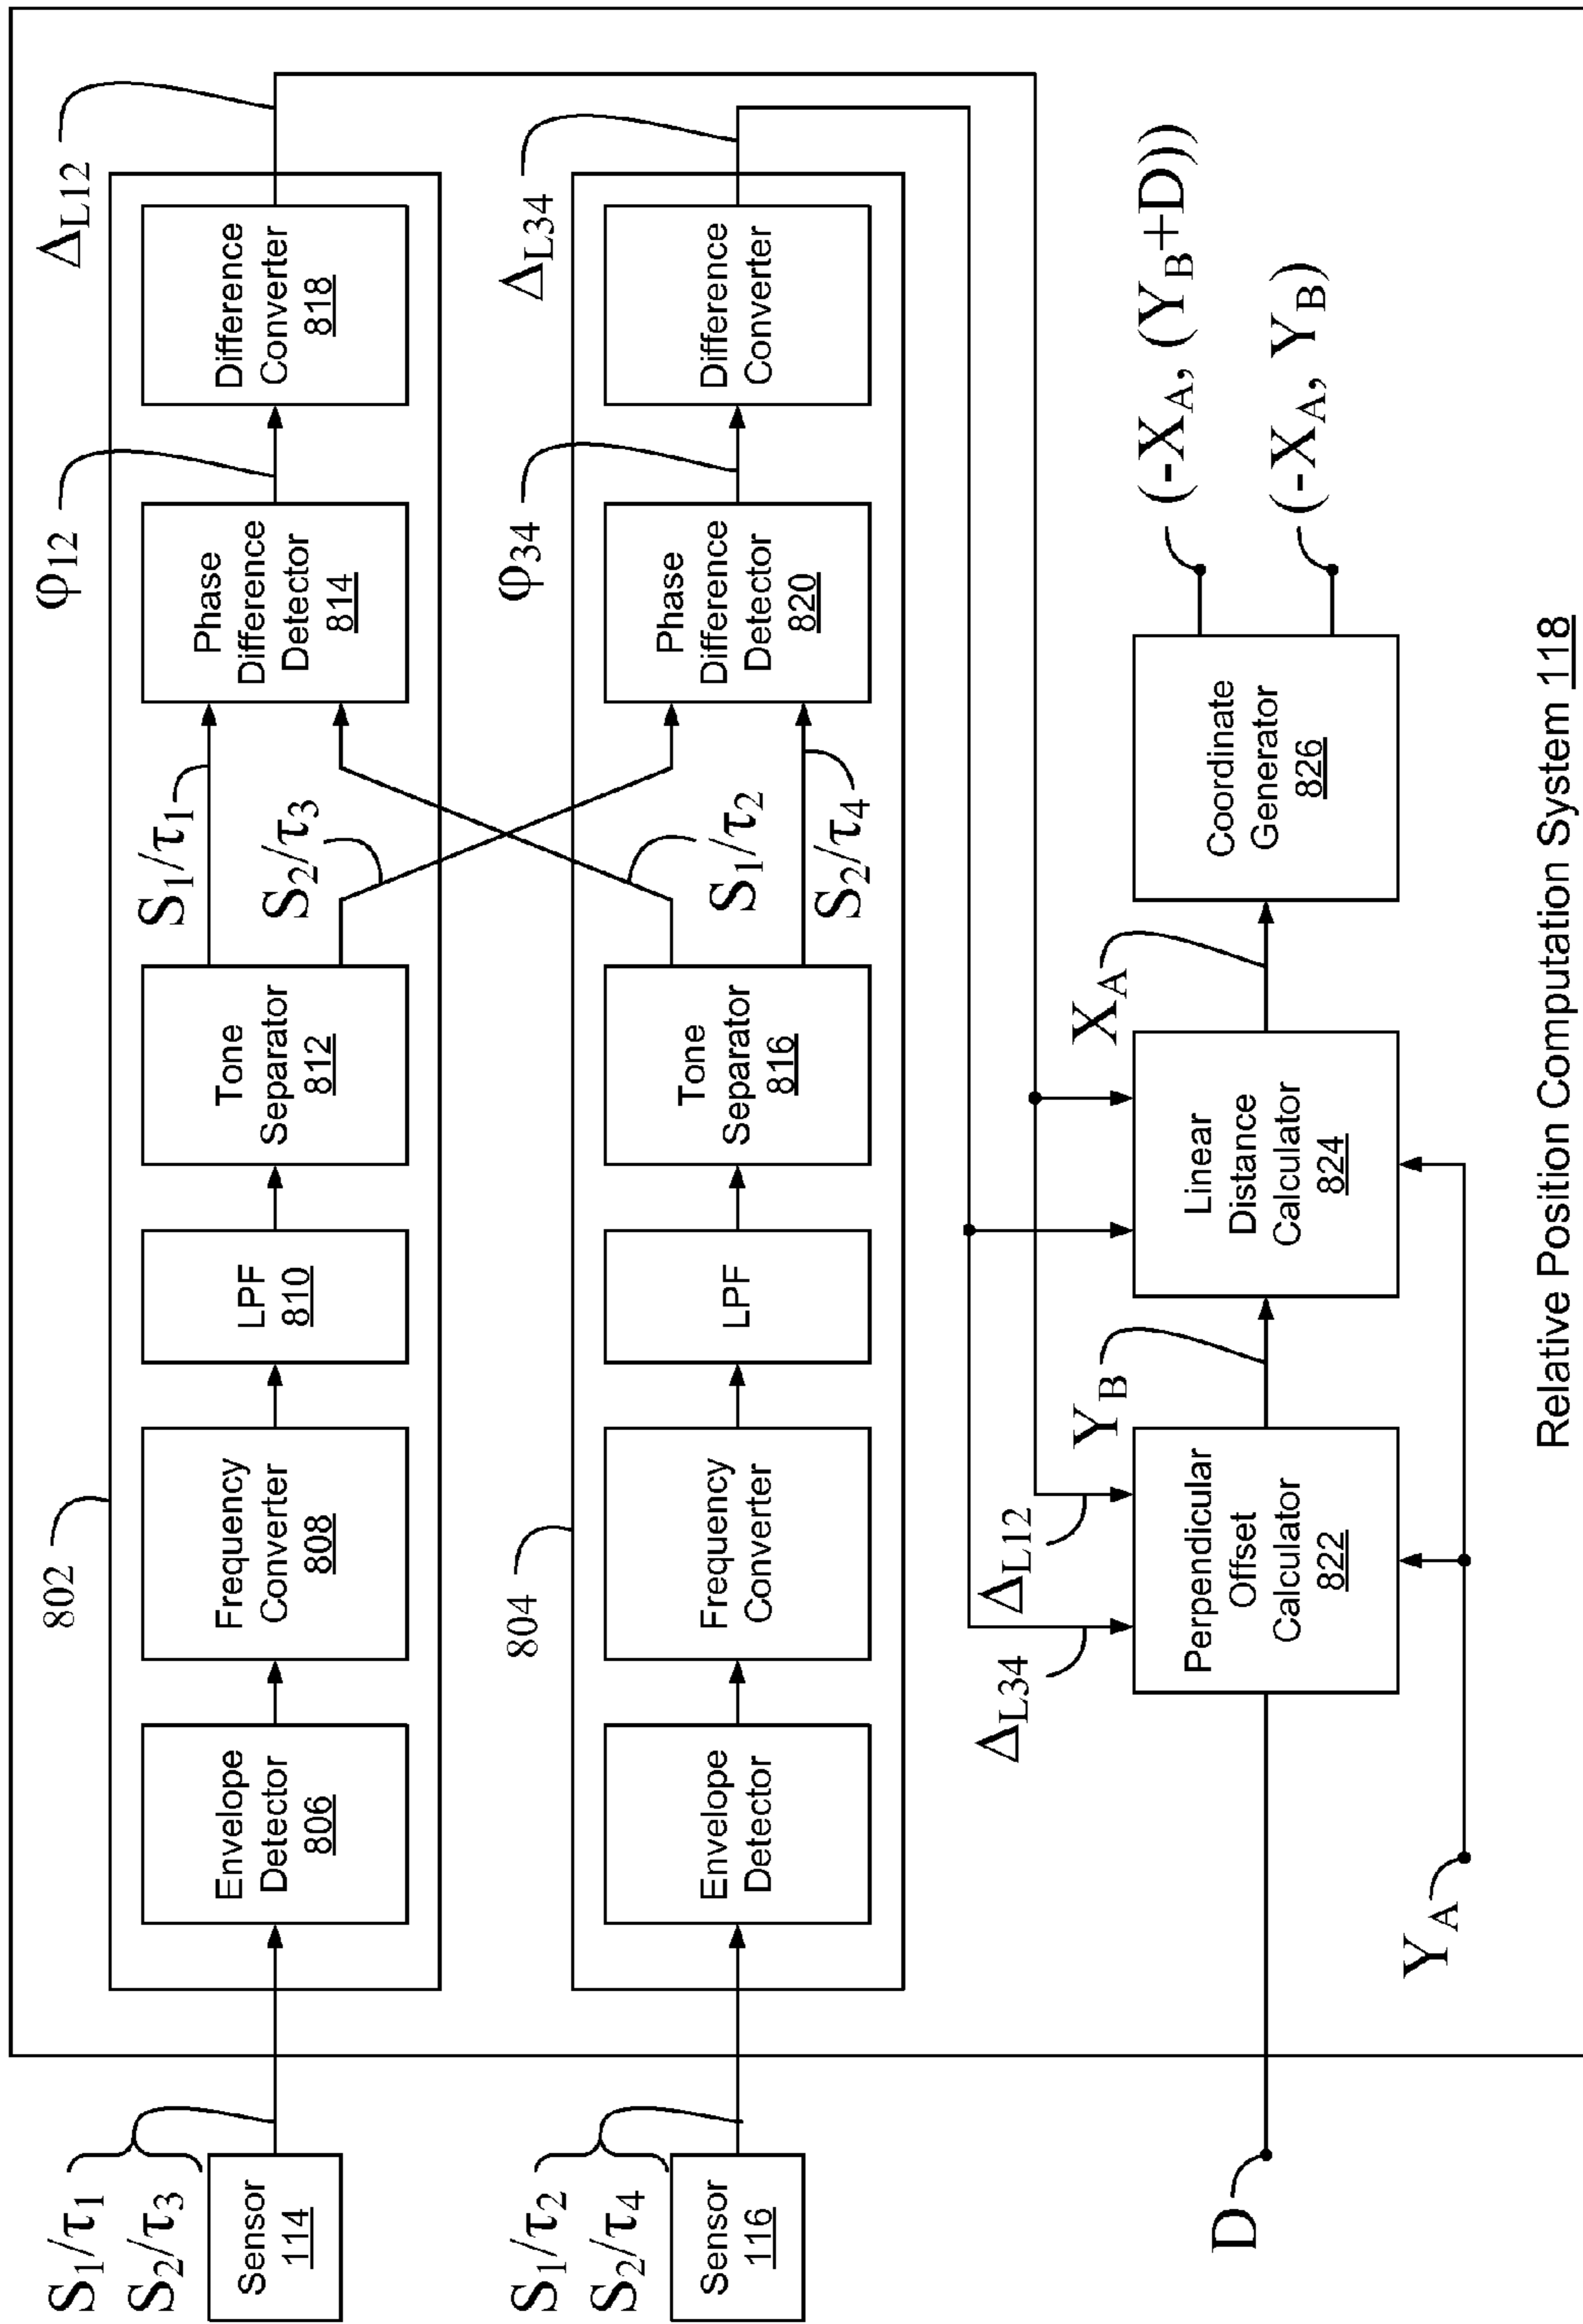 S1/τ1
S2/τ3
Sensor
114
802
Envelope
Detector
806
Frequency
Converter
808
LPF
810
Tone
Separator
812
S1/τ1
S2/τ3
Phase
Difference
Detector
814
φ12
Difference
Converter
818
ΔL12
S1/τ2
S2/τ4
Sensor
116
804
Envelope
Detector
Frequency
Converter
LPF
Tone
Separator
816
S1/τ2
S2/τ4
Phase
Difference
Detector
820
φ34
Difference
Converter
ΔL34
D
YA
ΔL34
ΔL12
Perpendicular
Offset
Calculator
822
YB
Linear
Distance
Calculator
824
XA
Coordinate
Generator
826
(-XA, (YB+D))
(-XA, YB)
Relative Position Computation System 118